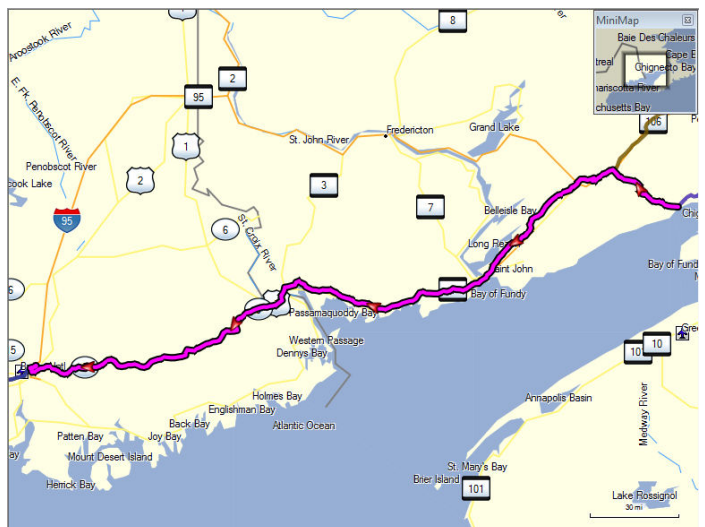 MiniMap
Baie Des Chaleurs
Cape E
treal
Chignecto Bay
hariscotta River
chusetts Bay
Aroostook River
8
2
E. Fk. Penobscot River
95
Fredericton
Grand Lake
106
1
St. John River
Penobscot River
cook Lake
2
3
7
Belleisle Bay
95
6
St. Croix River
Long Rea
aint John
Chig
Bay of Fund
6
Bay of Fundy
Passamaquoddy Bay
Western Passage
Dennys Bay
Gree
10
10
5
Holmes Bay
Englishman Bay
Back Bay
Atlantic Ocean
Annapolis Basin
Medway River
ay
Patten Bay
Joy Bay
Mount Desert Island
Herrick Bay
St. Mary's Bay
Brier Island
101
Lake Rossignol
30 mi